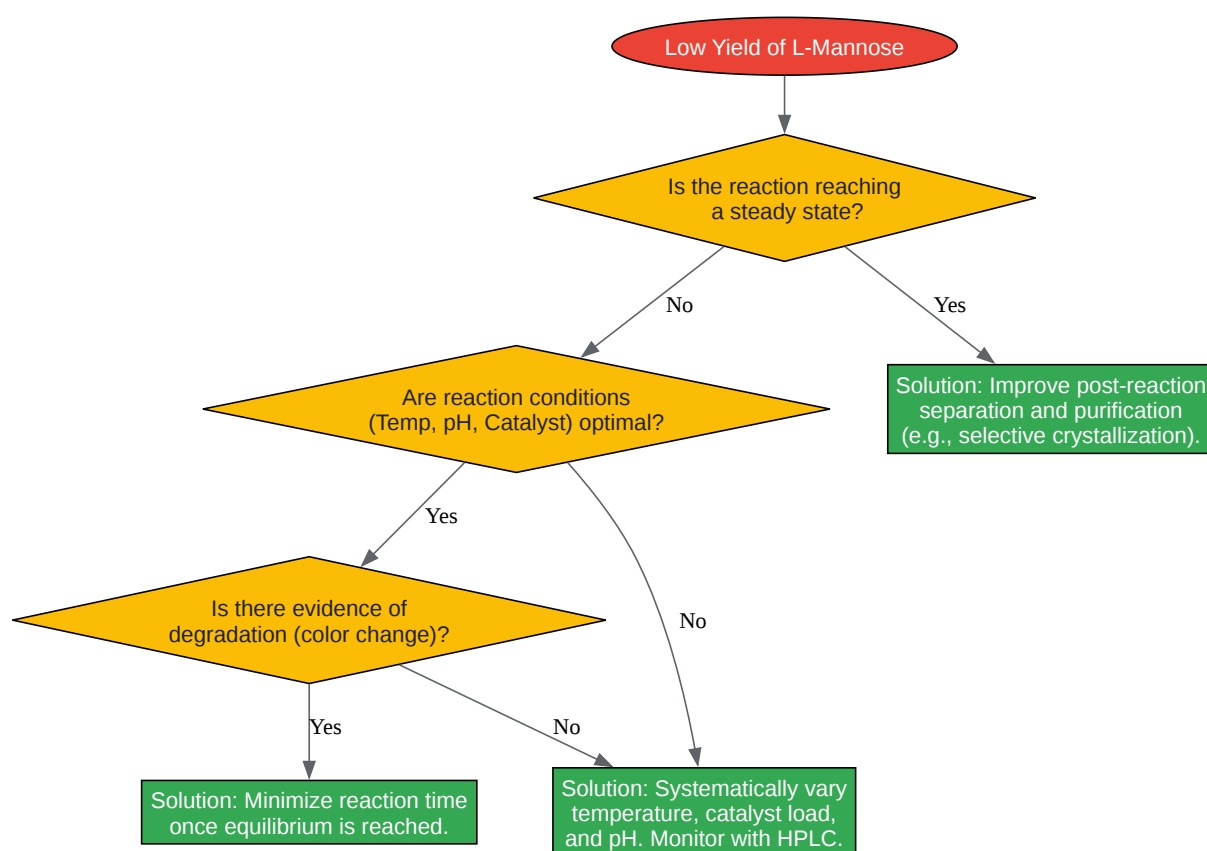 Low Yield of L-Mannose
Is the reaction reaching
a steady state?
No
Yes
Are reaction conditions
(Temp, pH, Catalyst) optimal?
Solution: Improve post-reaction
separation and purification
(e.g., selective crystallization).
Yes
No
Is there evidence of
degradation (color change)?
Yes
No
Solution: Minimize reaction time
once equilibrium is reached.
Solution: Systematically vary
temperature, catalyst load,
and pH. Monitor with HPLC.